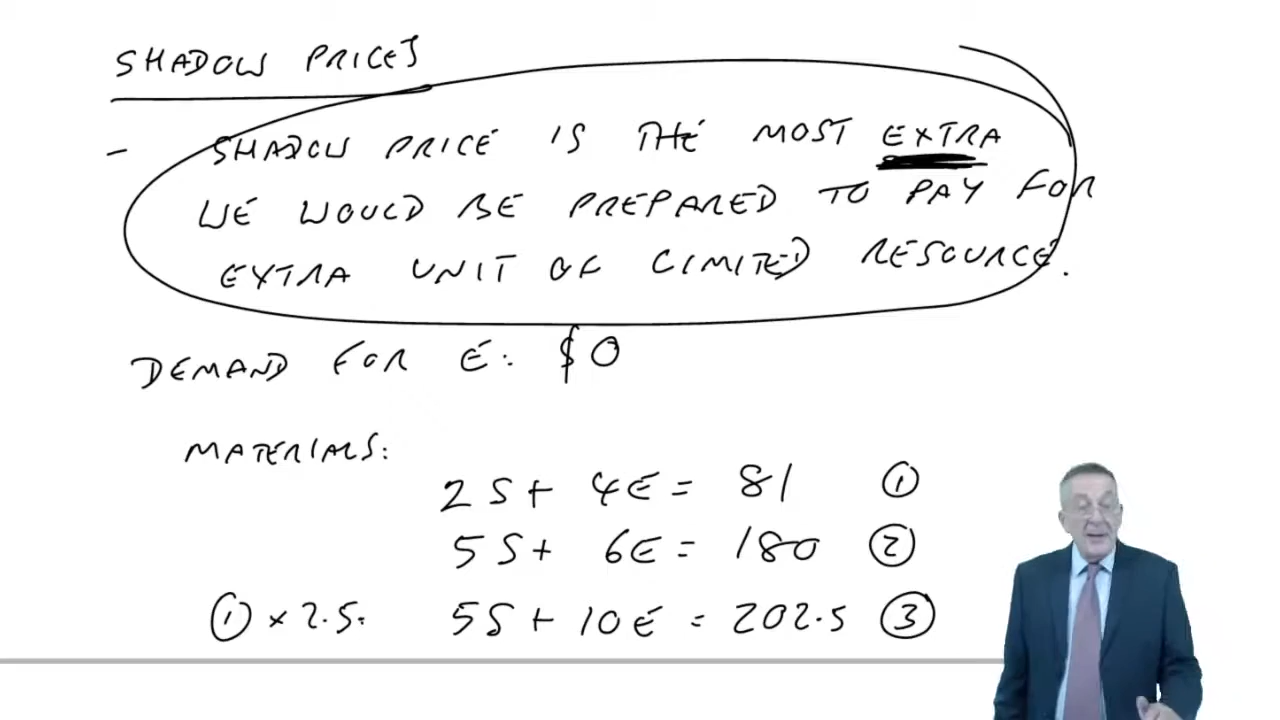 SHADOW PRICES
- SHADOW PRICE IS THE MOST EXTRA
WE WOULD BE PREPARED TO PAY FOR
EXTRA UNIT OF LIMITED RESOURCE.
DEMAND FOR E: $0
MATERIALS:
2S + 4E = 81 ①
5S + 6E = 180 ②
① x 2.5: 5S + 10E = 202.5 ③